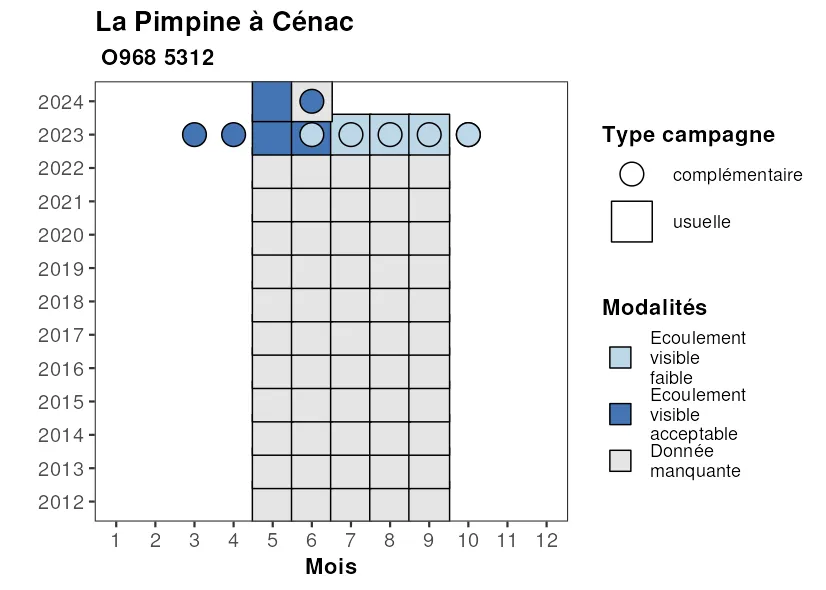 La Pimpine à Cénac
O968 5312
2024
2023
2022
2021
2020
2019
2018
2017
2016
2015
2014
2013
2012
1 2 3 4 5 6 7 8 9 10 11 12
Mois
Type campagne
complémentaire
usuelle
Modalités
Ecoulement
visible
faible
Ecoulement
visible
acceptable
Donnée
manquante